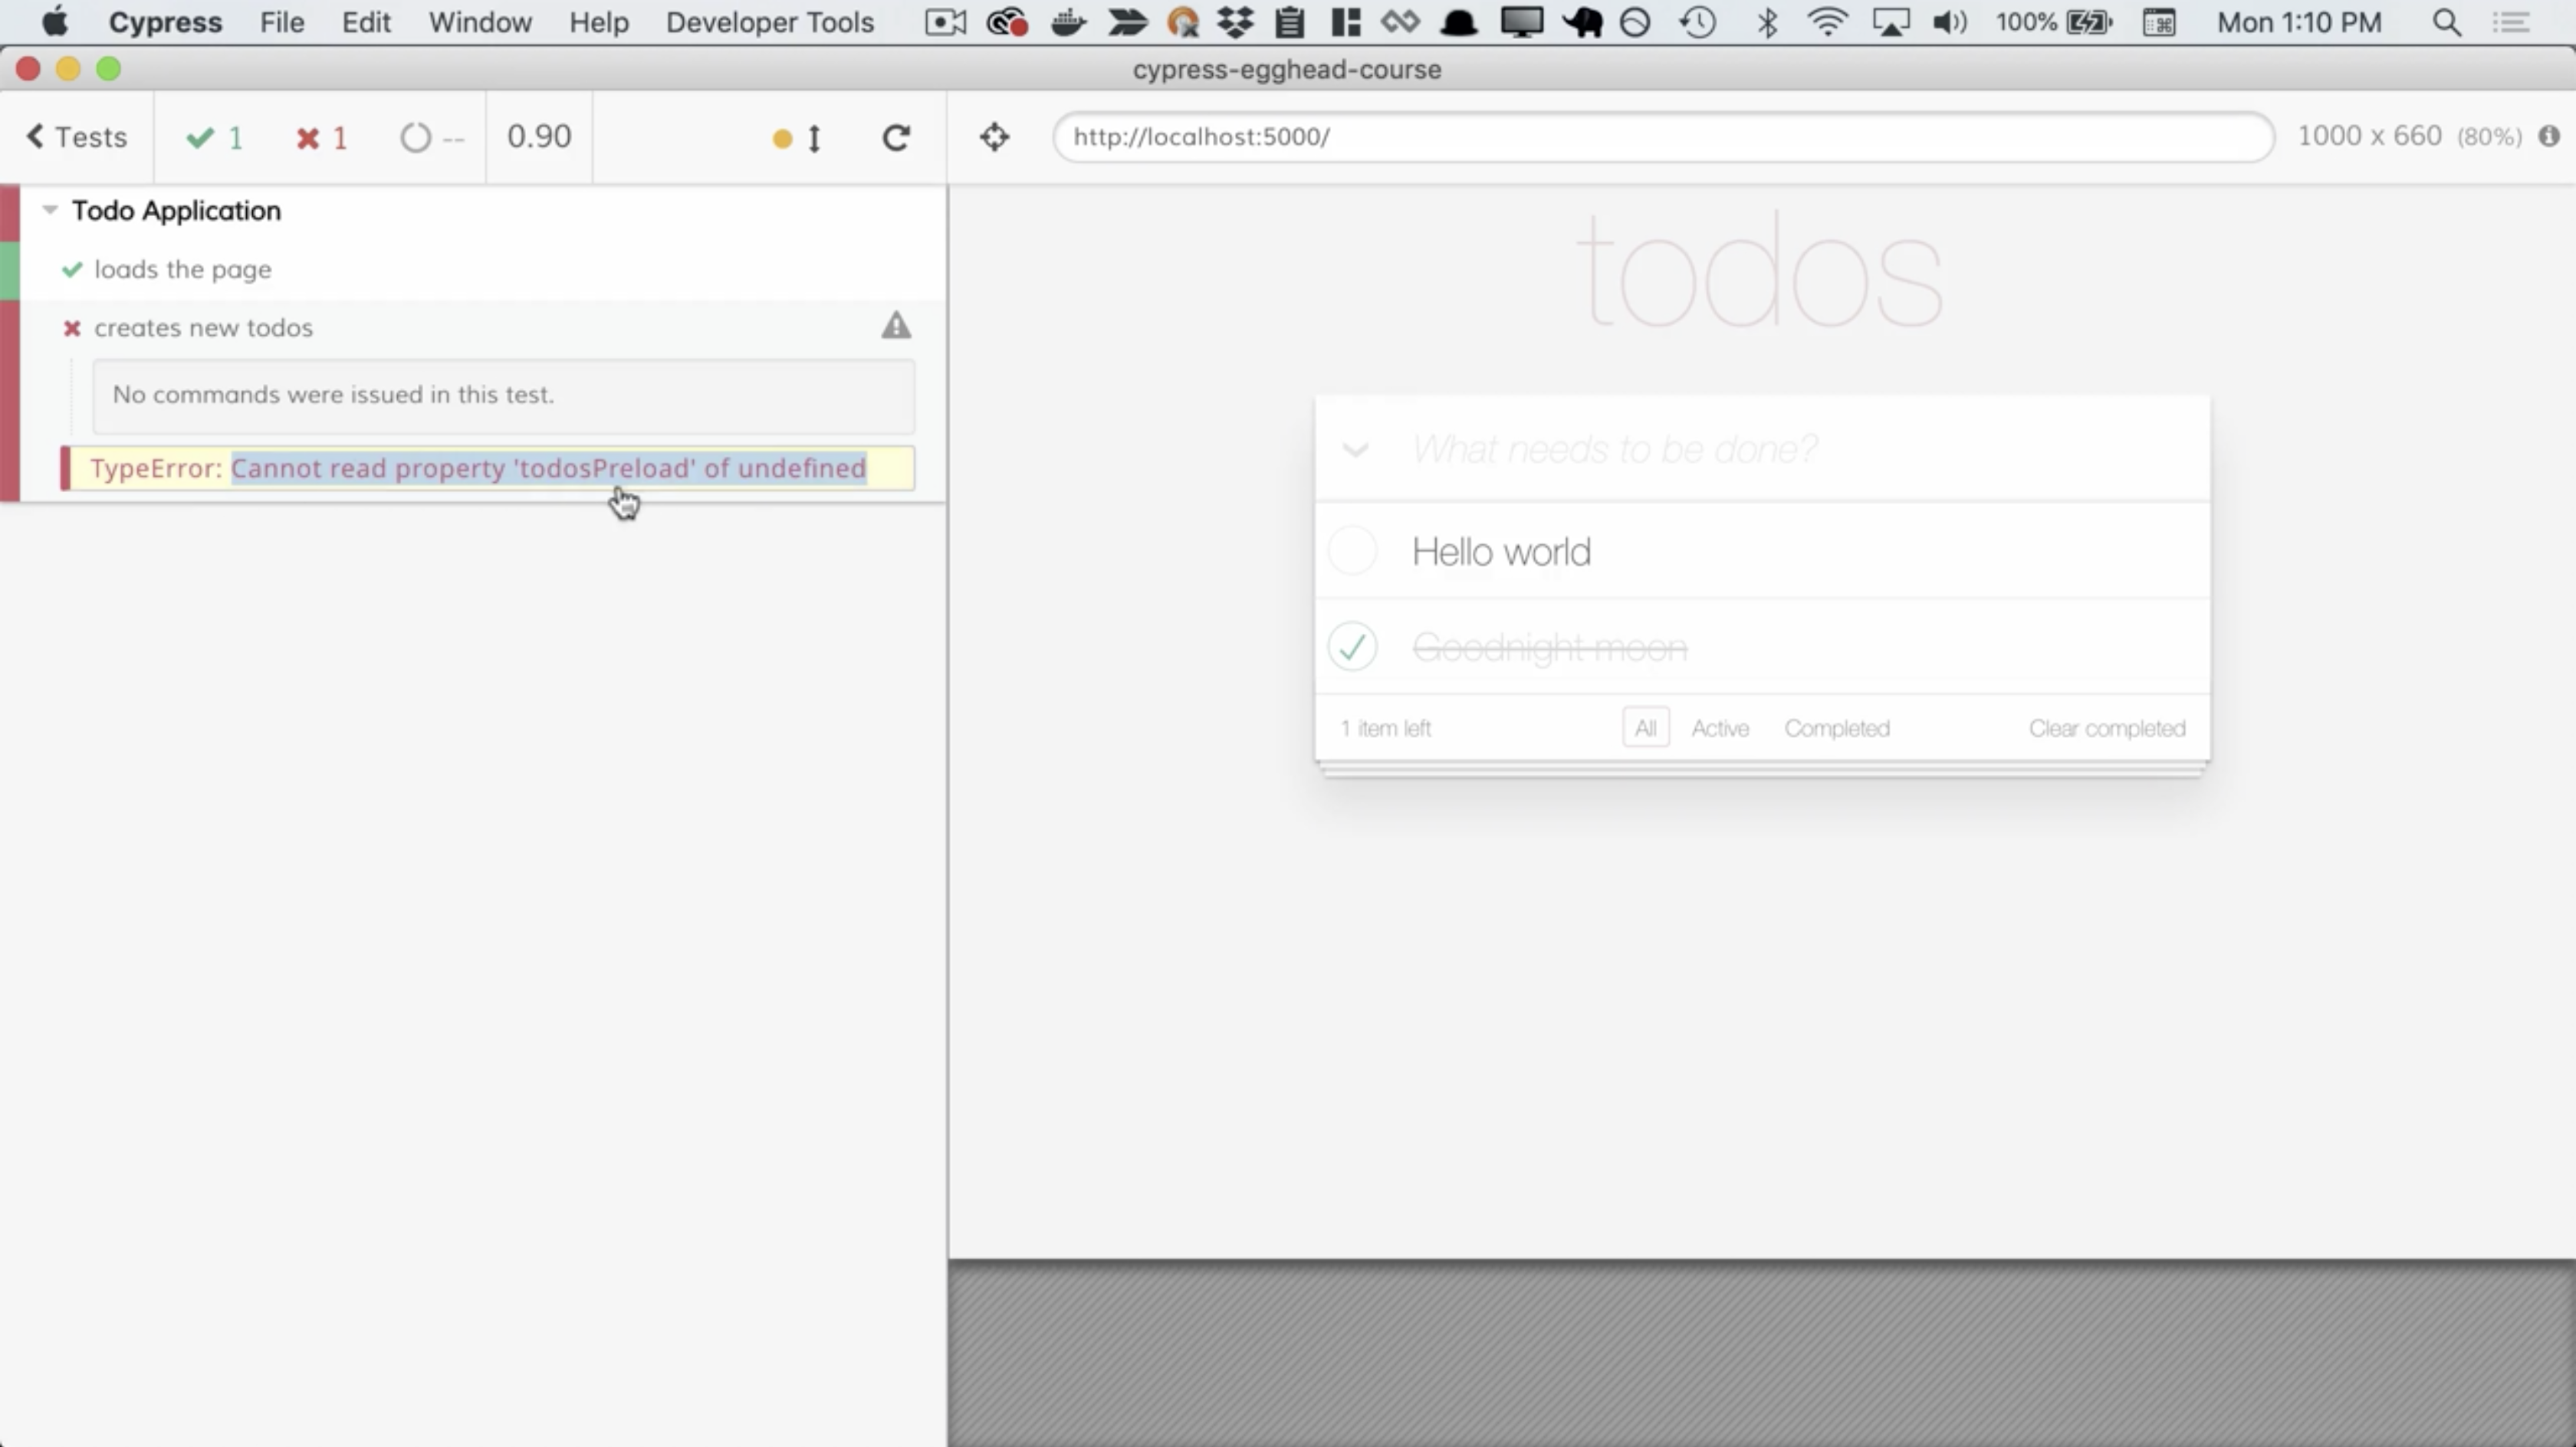 Cypress File Edit Window Help Developer Tools 100% Mon 1:10 PM
cypress-egghead-course
Tests 1 1 -- 0.90 http://localhost:5000/ 1000 x 660 (80%)
Todo Application
loads the page
creates new todos
No commands were issued in this test.
TypeError: Cannot read property 'todosPreload' of undefined
todos
What needs to be done?
Hello world
Goodnight moon
1 item left All Active Completed Clear completed